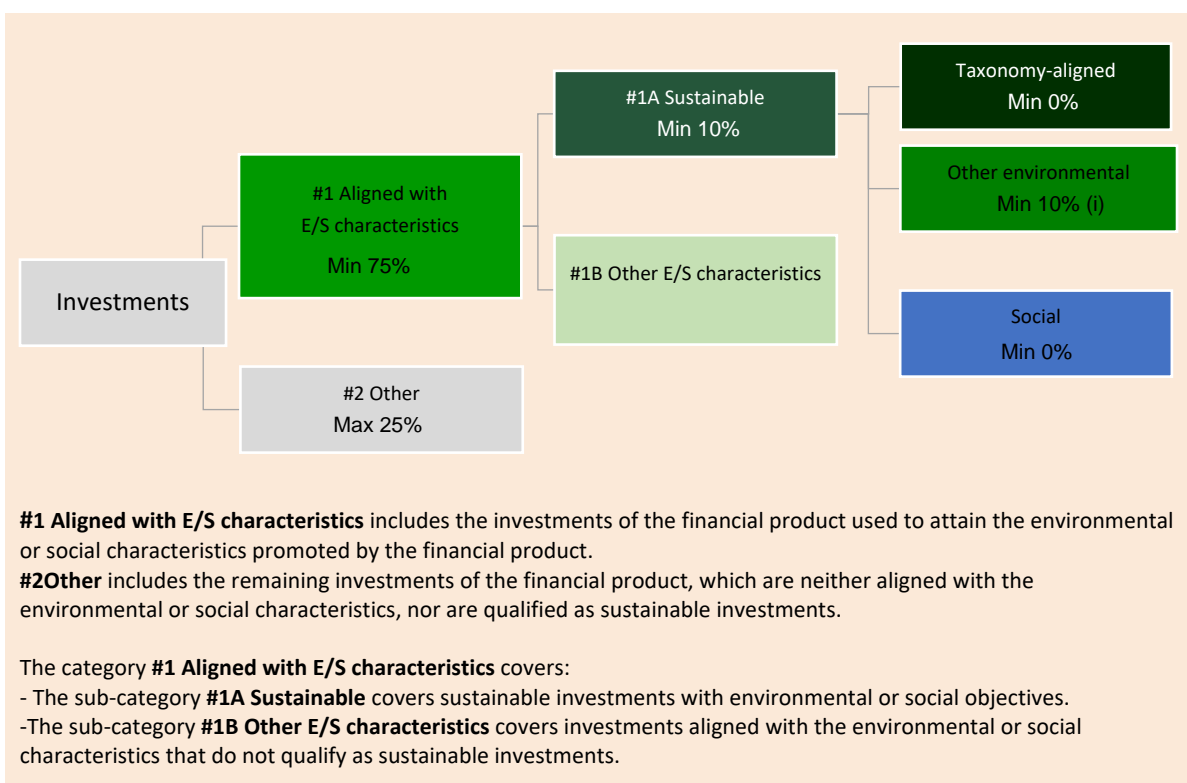 Taxonomy-aligned
Min 0%
#1A Sustainable
Min 10%
Other environmental
Min 10% (i)
#1 Aligned with
E/S characteristics
Min 75%
#1B Other E/S characteristics
Investments
Social
Min 0%
#2 Other
Max 25%
#1 Aligned with E/S characteristics includes the investments of the financial product used to attain the environmental
or social characteristics promoted by the financial product.
#2Other includes the remaining investments of the financial product, which are neither aligned with the
environmental or social characteristics, nor are qualified as sustainable investments.
The category #1 Aligned with E/S characteristics covers:
- The sub-category #1A Sustainable covers sustainable investments with environmental or social objectives.
-The sub-category #1B Other E/S characteristics covers investments aligned with the environmental or social
characteristics that do not qualify as sustainable investments.